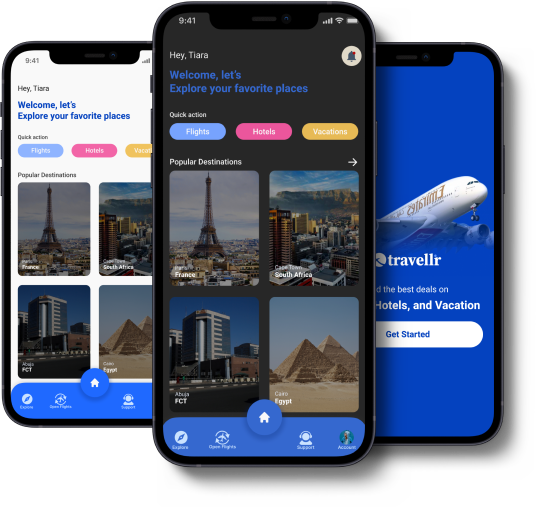 9:41
Hey, Tiara
Welcome, let's
Explore your favorite places
Quick action
Flights
Hotels
Popular Destinations
Paris
France
Cape Town
South Africa
Abuja
FCT
Cairo
Egypt
Explore
Open Flights
Support
9:41
Hey, Tiara
Welcome, let's
Explore your favorite places
Quick action
Flights
Hotels
Vacations
Popular Destinations
Paris
France
Cape Town
South Africa
Abuja
FCT
Cairo
Egypt
Explore
Open Flights
Support
Account
Emirates
travellr
the best deals on
Hotels, and Vacation
Get Started